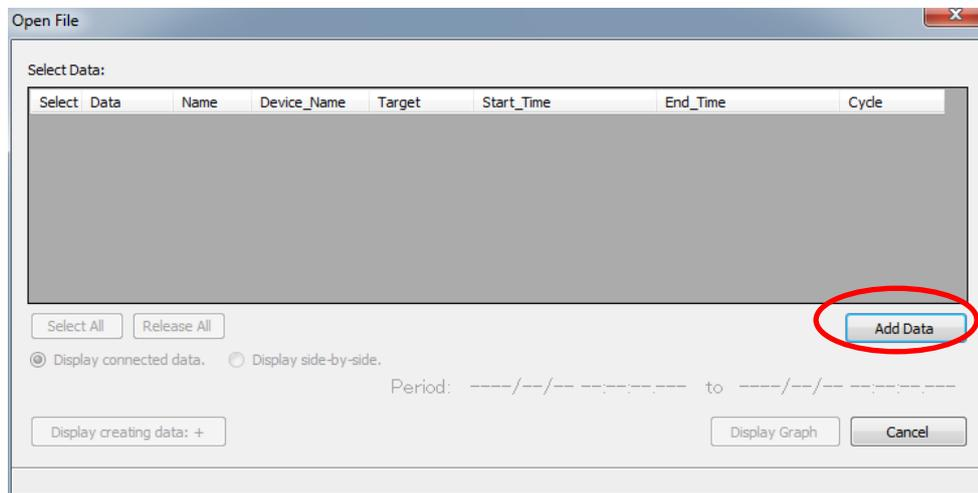 Open File
Select Data:
Select Data Name Device_Name Target Start_Time End_Time Cycle
Select All Release All Add Data
Display connected data. Display side-by-side.
Period: ----/--/-- --:--:--.--- to ----/--/-- --:--:--.---
Display creating data: + Display Graph Cancel